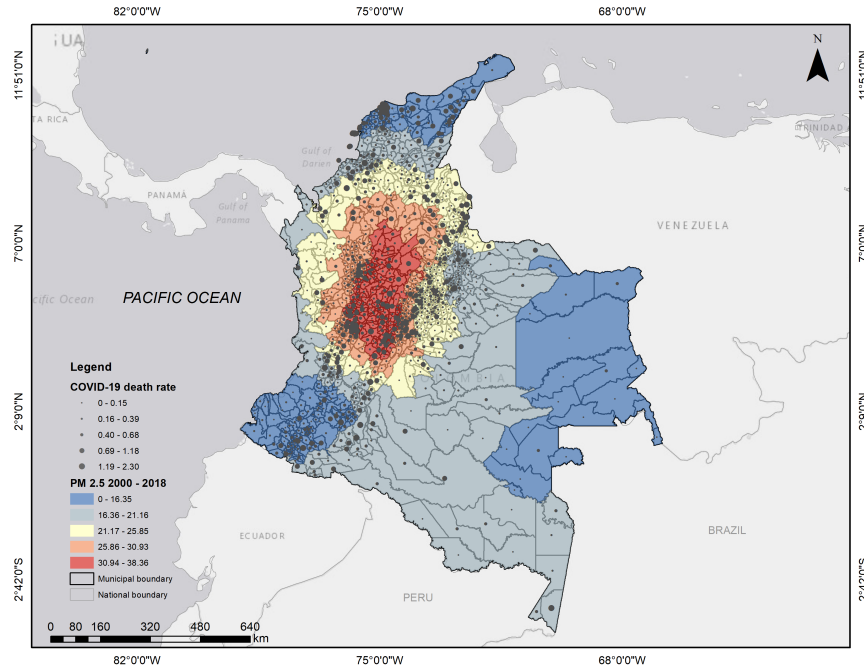 82°0'0"W 75°0'0"W 68°0'0"W
N
11°51'0"N 11°51'0"N
UA
TA RICA
TRINIDAD
Gulf of
Darien
PANAMÁ
Gulf of
Panama
VENEZUELA
7°0'0"N 7°0'0"N
cific Ocean
PACIFIC OCEAN
Legend
COVID-19 death rate
0 - 0.15
0.16 - 0.39
0.40 - 0.68
0.69 - 1.18
1.19 - 2.30
PM 2.5 2000 - 2018
0 - 16.35
16.36 - 21.16
21.17 - 25.85
25.86 - 30.93
30.94 - 38.36
Municipal boundary
National boundary
2°9'0"N 2°9'0"N
OMBIA
ECUADOR
BRAZIL
PERU
2°42'0"S 2°42'0"S
0 80 160 320 480 640
km
82°0'0"W 75°0'0"W 68°0'0"W